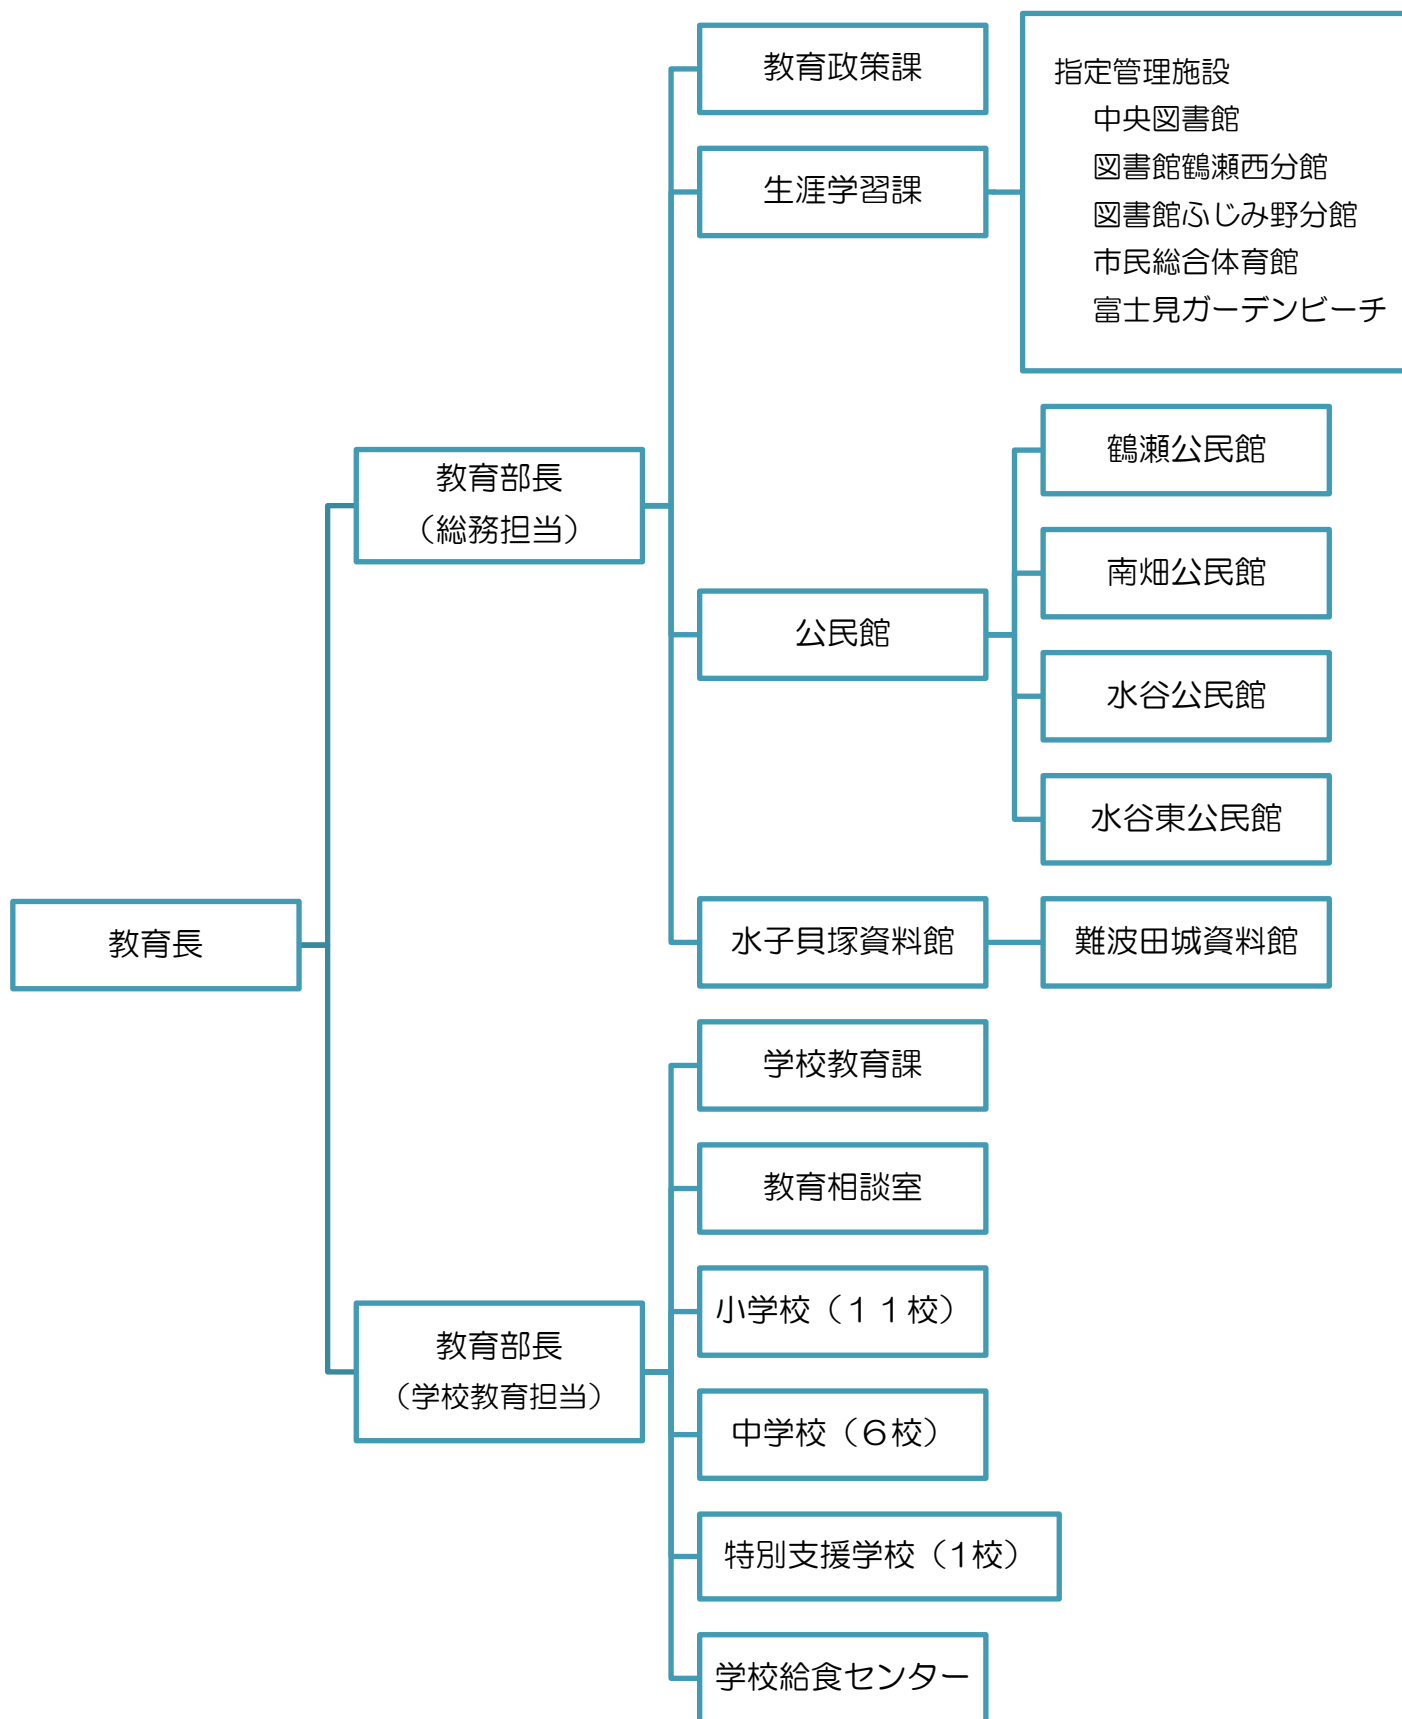 教育長
教育部長
（総務担当）
教育政策課
生涯学習課
指定管理施設
中央図書館
図書館鶴瀬西分館
図書館ふじみ野分館
市民総合体育館
富士見ガーデンビーチ
公民館
鶴瀬公民館
南畑公民館
水谷公民館
水谷東公民館
水子貝塚資料館
難波田城資料館
教育部長
（学校教育担当）
学校教育課
教育相談室
小学校（１１校）
中学校（６校）
特別支援学校（1校）
学校給食センター